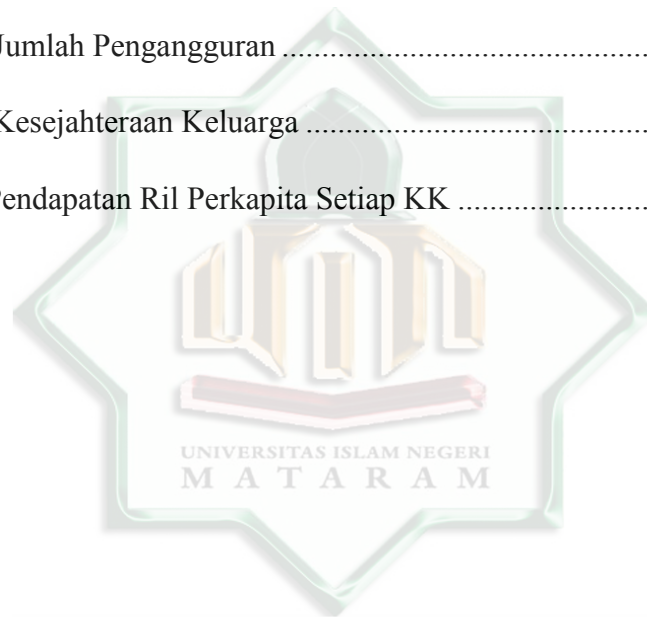 Jumlah Pengangguran ................................................
Kesejahteraan Keluarga .............................................
Pendapatan Ril Perkapita Setiap KK .........................
UNIVERSITAS ISLAM NEGERI
MATARAM